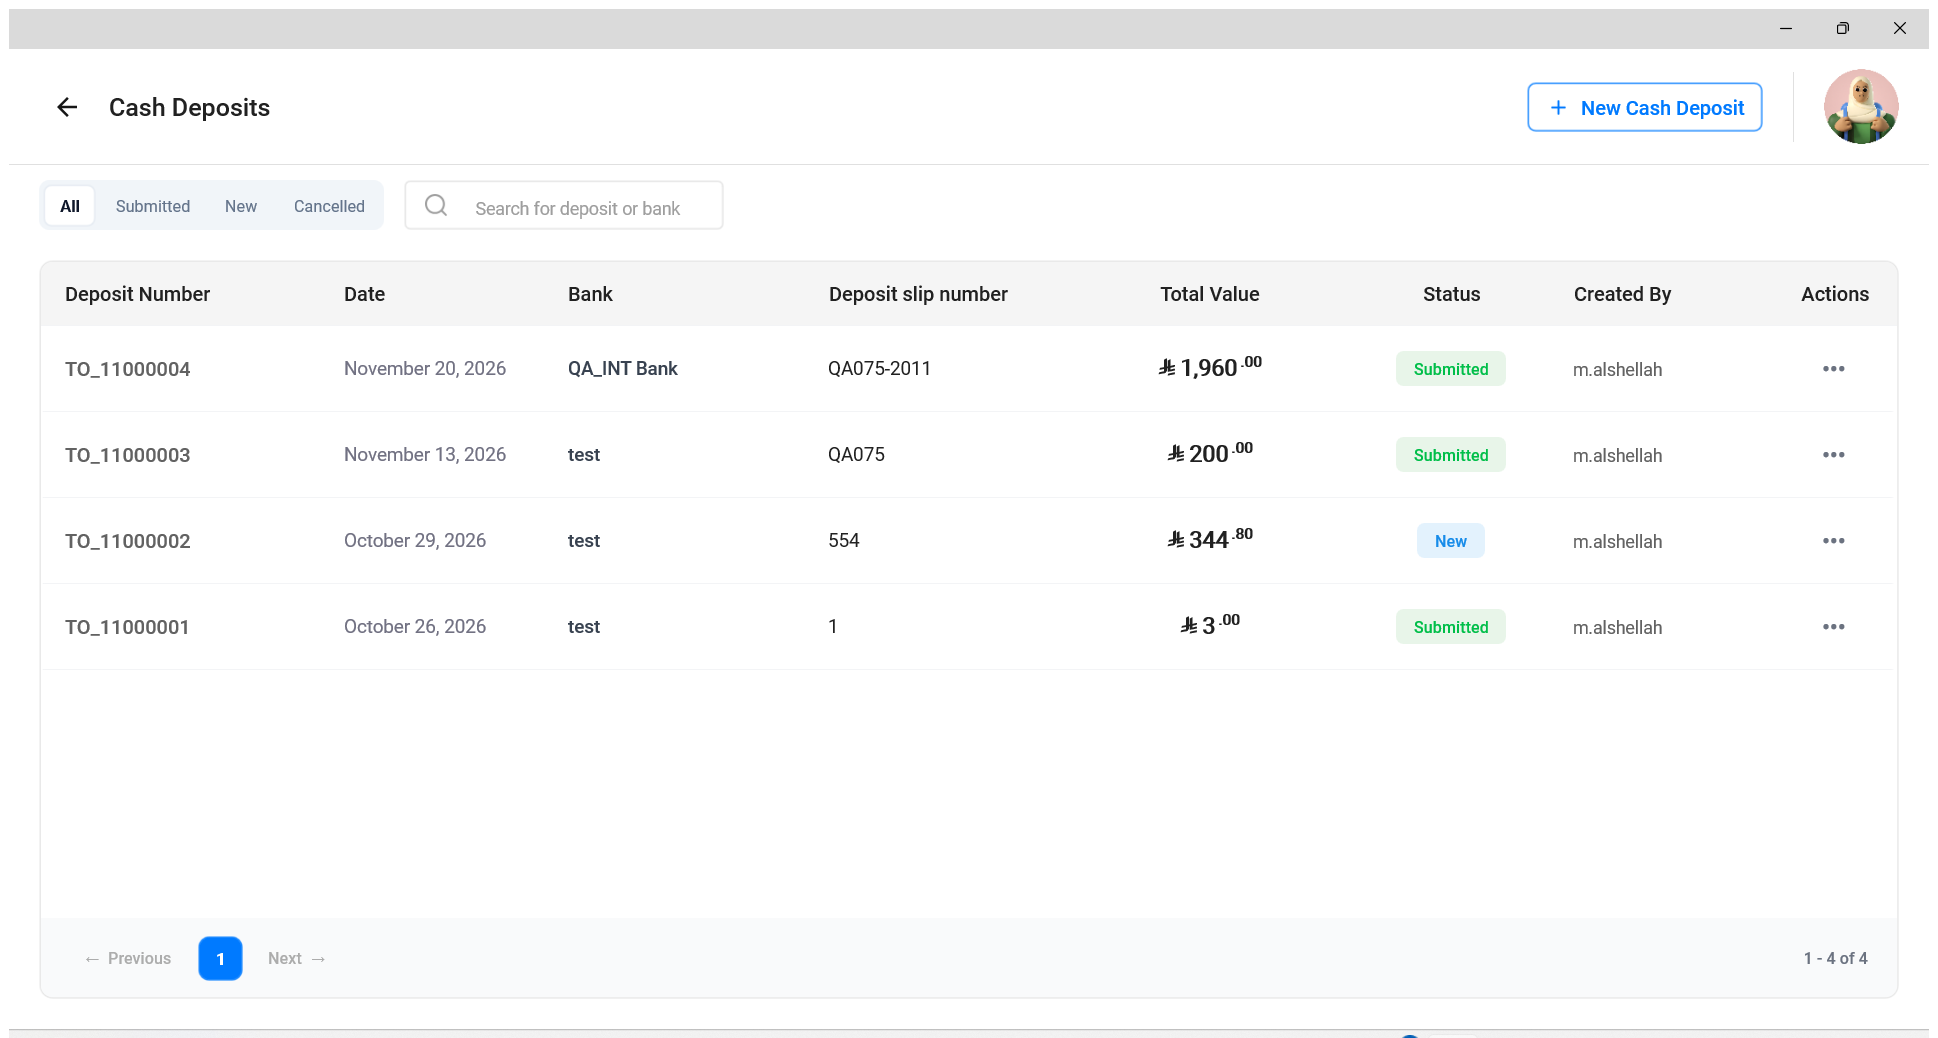 Cash Deposits
+ New Cash Deposit
All Submitted New Cancelled
Search for deposit or bank
Deposit Number Date Bank Deposit slip number Total Value Status Created By Actions
TO_11000004 November 20, 2026 QA_INT Bank QA075-2011 ⃁ 1,960.00 Submitted m.alshellah •••
TO_11000003 November 13, 2026 test QA075 ⃁ 200.00 Submitted m.alshellah •••
TO_11000002 October 29, 2026 test 554 ⃁ 344.80 New m.alshellah •••
TO_11000001 October 26, 2026 test 1 ⃁ 3.00 Submitted m.alshellah •••
← Previous 1 Next → 1 - 4 of 4